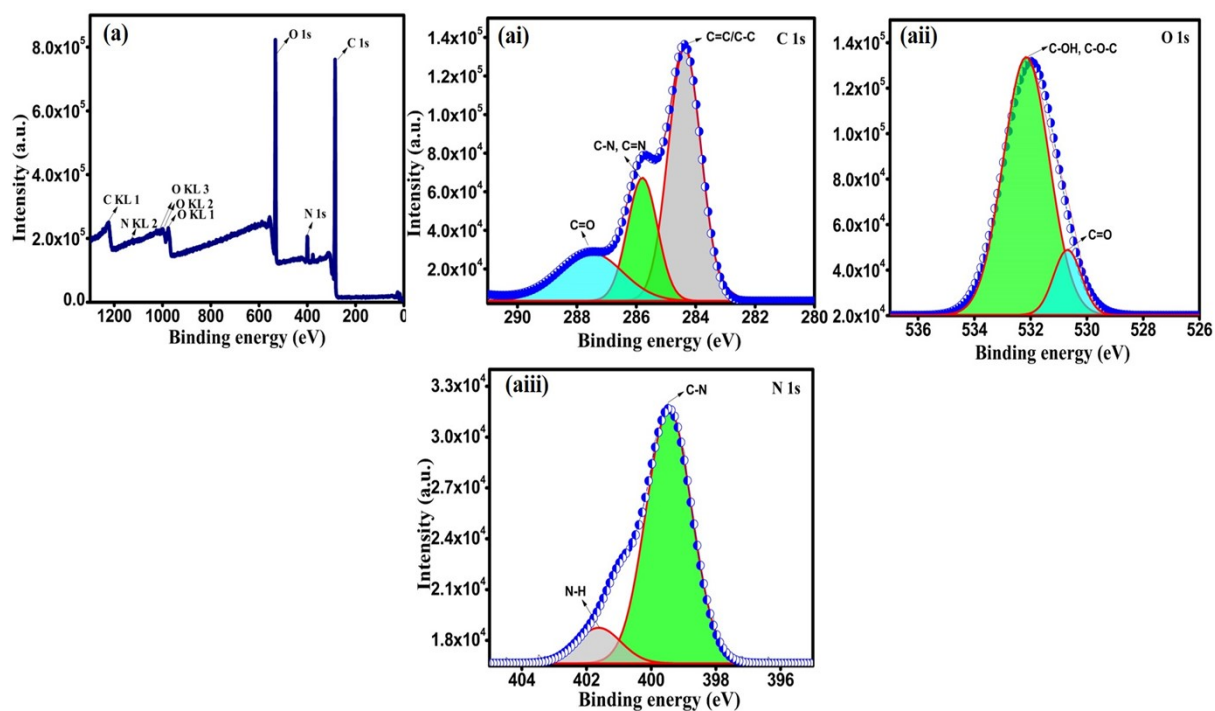 (a)
O 1s
C 1s
C KL 1
N KL 2
O KL 3
O KL 2
O KL 1
N 1s
8.0x10⁵
6.0x10⁵
4.0x10⁵
2.0x10⁵
0.0
1200 1000 800 600 400 200 0
Intensity (a.u.)
Binding energy (eV)
(ai)
C 1s
C=C/C-C
C-N, C=N
C=O
1.4x10⁵
1.2x10⁵
1.0x10⁵
8.0x10⁴
6.0x10⁴
4.0x10⁴
2.0x10⁴
290 288 286 284 282 280
Intensity (a.u.)
Binding energy (eV)
(aii)
O 1s
C-OH, C-O-C
C=O
1.4x10⁵
1.2x10⁵
1.0x10⁵
8.0x10⁴
6.0x10⁴
4.0x10⁴
2.0x10⁴
536 534 532 530 528 526
Intensity (a.u.)
Binding energy (eV)
(aiii)
N 1s
C-N
N-H
3.3x10⁴
3.0x10⁴
2.7x10⁴
2.4x10⁴
2.1x10⁴
1.8x10⁴
404 402 400 398 396
Intensity (a.u.)
Binding energy (eV)